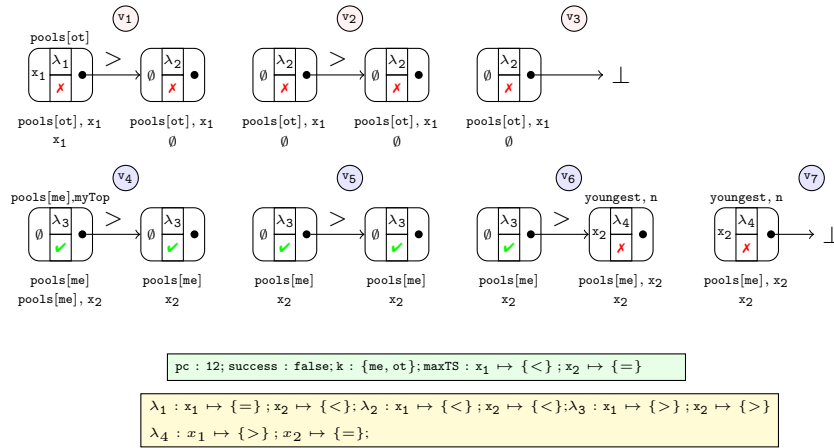 v₁ v₂ v₃
pools[ot]
> >
x₁ λ₁ ✗ ∅ λ₂ ✗ ∅ λ₂ ✗ ∅ λ₂ ✗ ∅ λ₂ ✗ ⊥
pools[ot], x₁ pools[ot], x₁ pools[ot], x₁ pools[ot], x₁ pools[ot], x₁
x₁ ∅ ∅ ∅ ∅
v₄ v₅ v₆ v₇
pools[me],myTop youngest, n youngest, n
> > >
∅ λ₃ ✔ ∅ λ₃ ✔ ∅ λ₃ ✔ ∅ λ₃ ✔ ∅ λ₃ ✔ x₂ λ₄ ✗ x₂ λ₄ ✗ ⊥
pools[me] pools[me] pools[me] pools[me] pools[me] pools[me], x₂ pools[me], x₂
pools[me], x₂ x₂ x₂ x₂ x₂ x₂ x₂
pc : 12; success : false; k : {me, ot}; maxTS : x₁ ↦ {<} ; x₂ ↦ {=}
λ₁ : x₁ ↦ {=} ; x₂ ↦ {<}; λ₂ : x₁ ↦ {<} ; x₂ ↦ {<};λ₃ : x₁ ↦ {>} ; x₂ ↦ {>}
λ₄ : x₁ ↦ {>} ; x₂ ↦ {=};